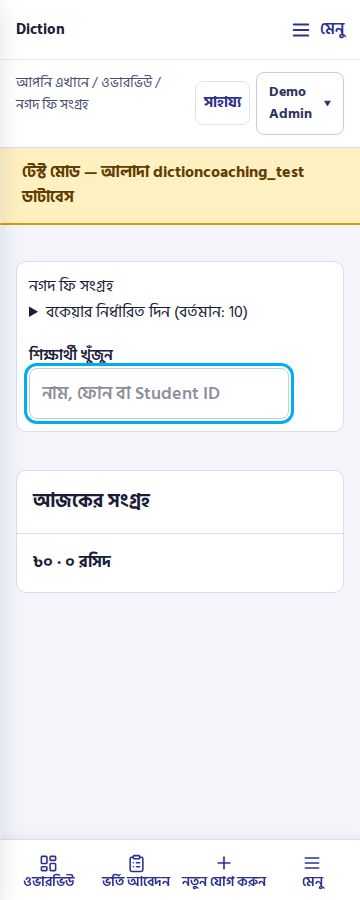 Diction
মেনু
আপনি এখানে / ওভারভিউ /
নগদ ফি সংগ্রহ
সাহায্য
Demo
Admin
টেস্ট মোড — আলাদা dictioncoaching_test
ডাটাবেস
নগদ ফি সংগ্রহ
বকেয়ার নির্ধারিত দিন (বর্তমান: 10)
শিক্ষার্থী খুঁজুন
নাম, ফোন বা Student ID
আজকের সংগ্রহ
৳০ · ০ রসিদ
ওভারভিউ
ভর্তি আবেদন
নতুন যোগ করুন
মেনু